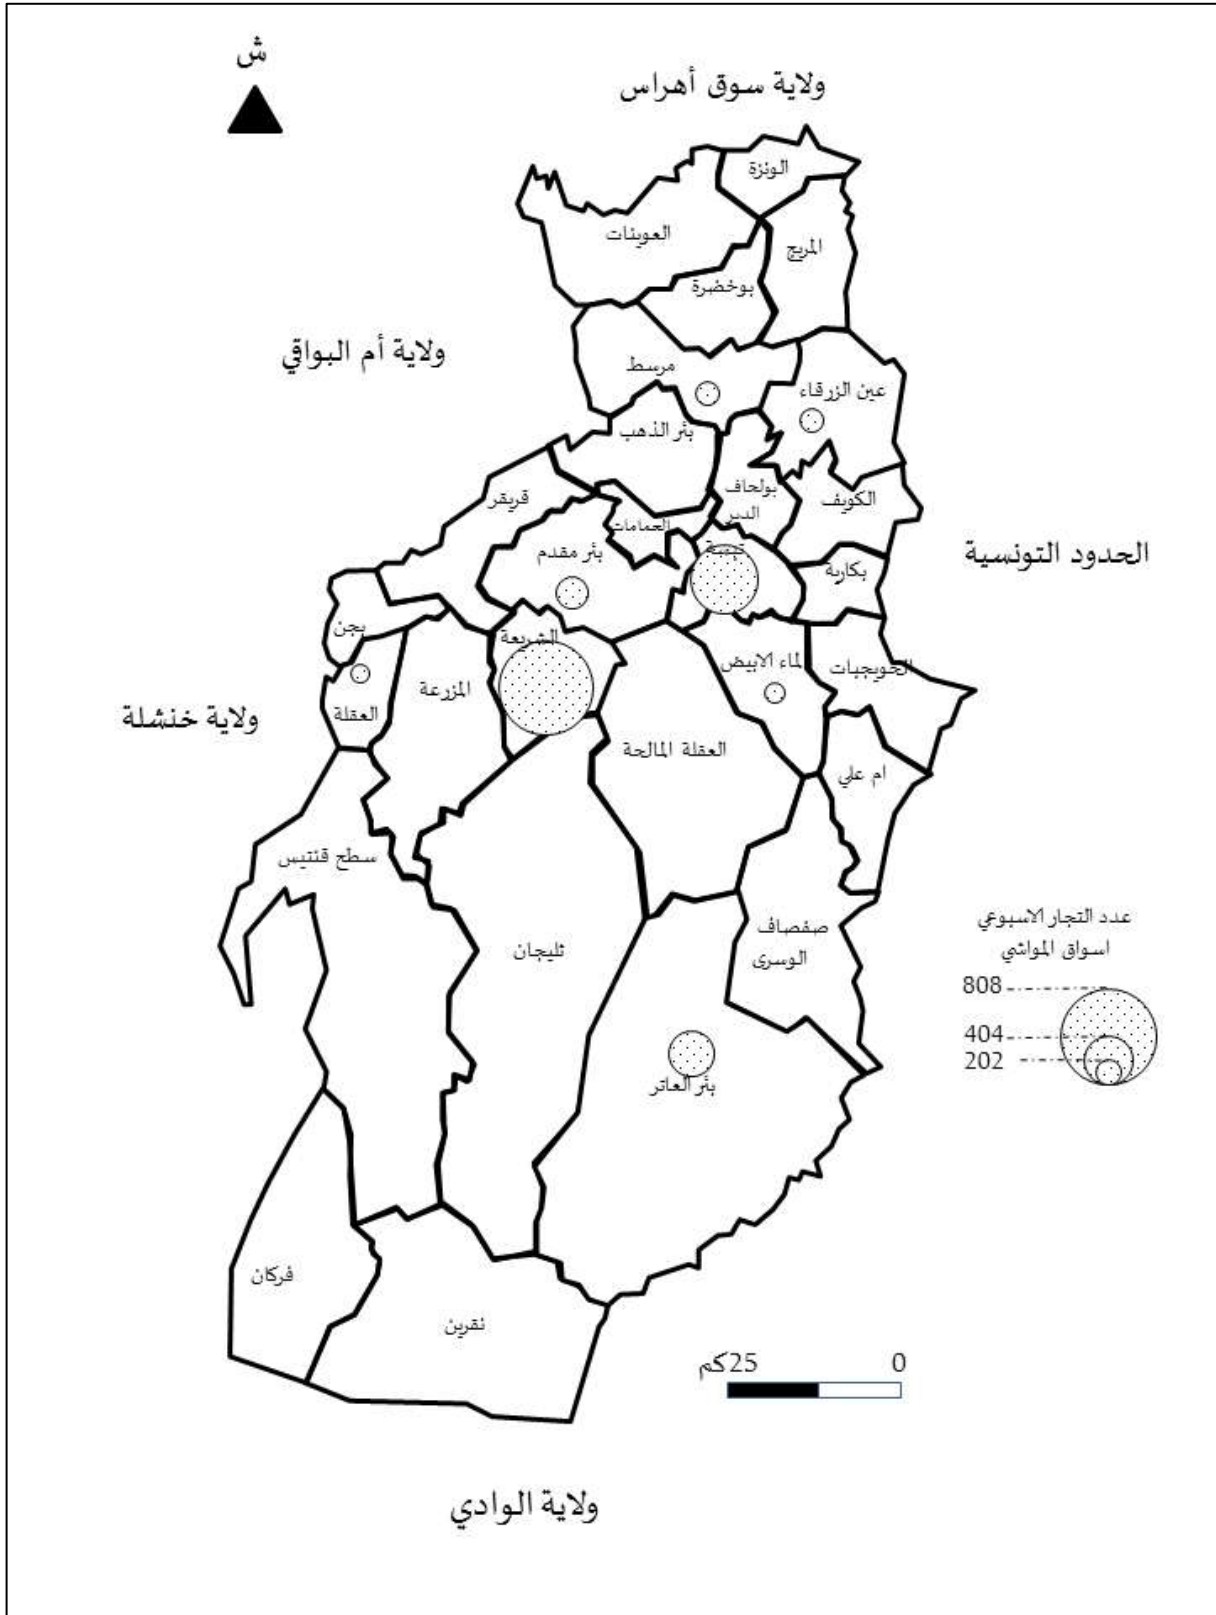 ش
ولاية سوق أهراس
الونزة
العوينات
المريج
بوخضرة
ولاية أم البواقي
مرسط
عين الزرقاء
بئر الذهب
قريقر
بولحاف
الدير
الكويف
الحمامات
بئر مقدم
تبسة
بكارية
الحدود التونسية
بجن
الشريعة
لماء الابيض
الحويجبات
المزرعة
العقلة
ولاية خنشلة
العقلة المالحة
ام علي
سطح قنتيس
ثليجان
صفصاف
الوسرى
عدد التجار الاسبوعي
اسواق المواشي
808
404
202
بئر العاتر
فركان
نقرين
25كم
0
ولاية الوادي